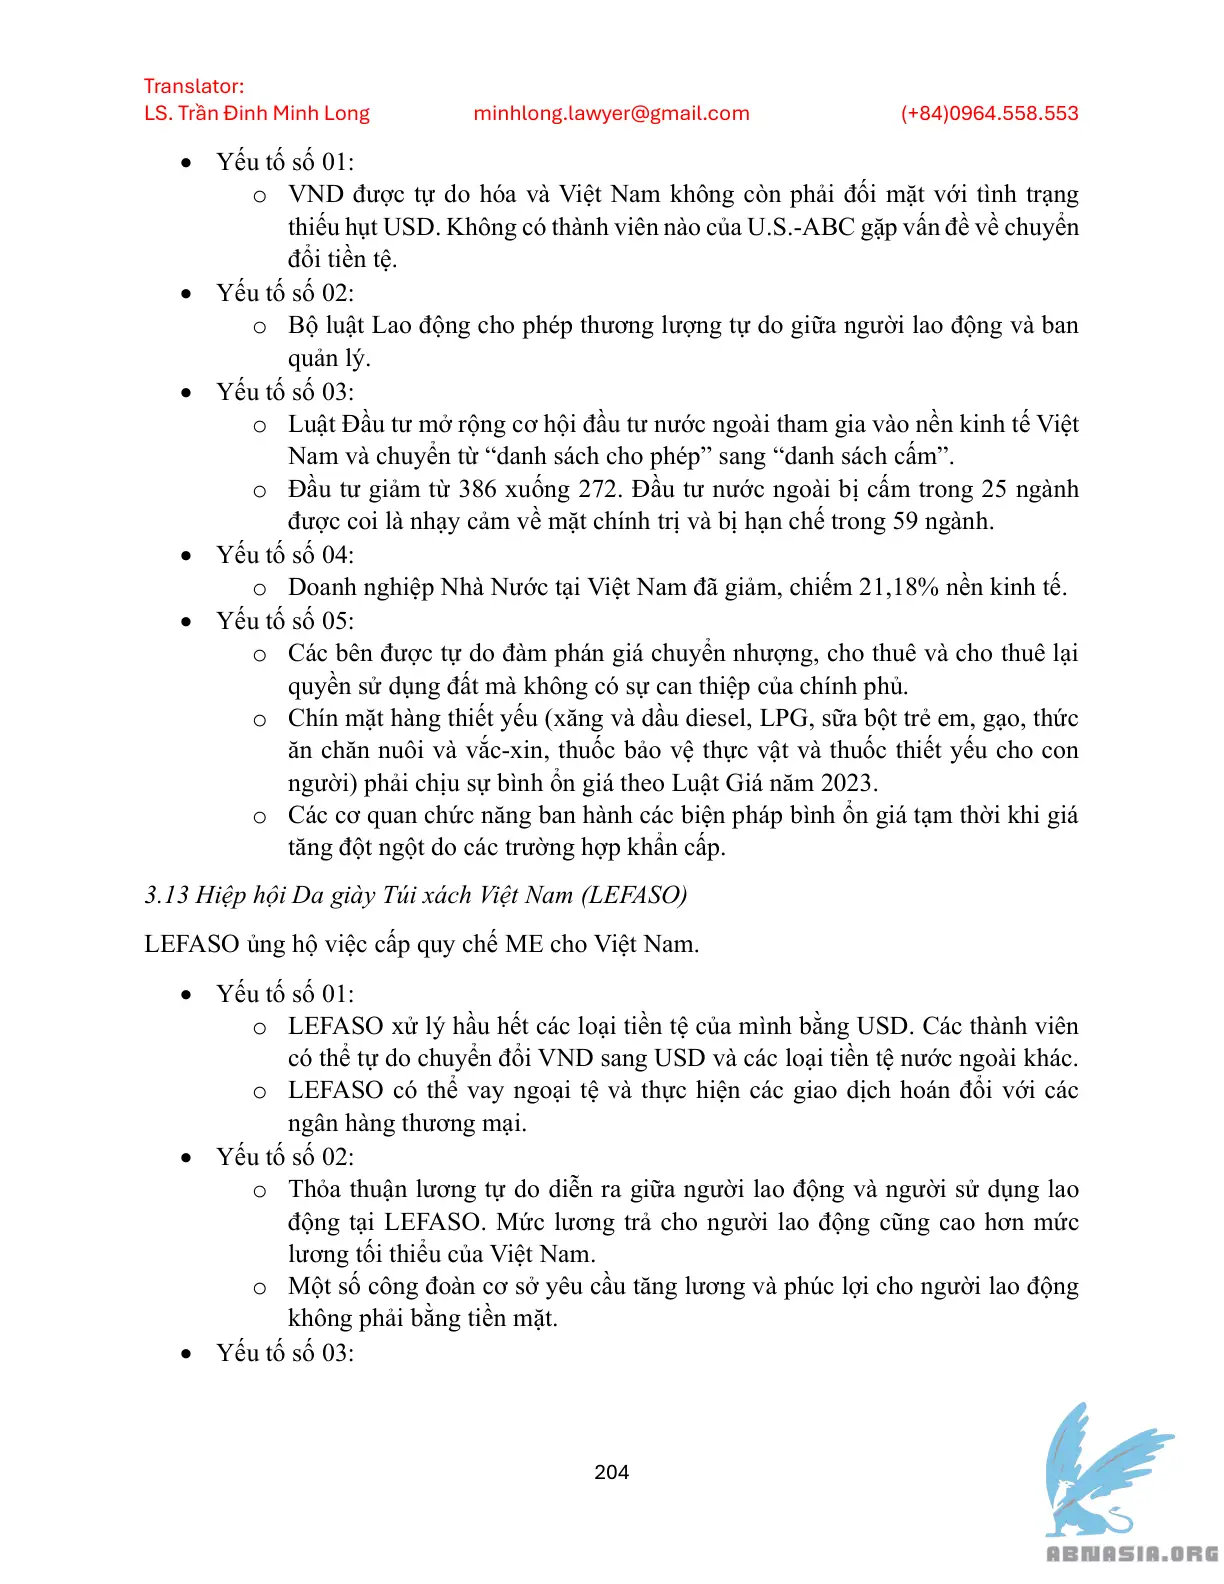 Translator:
LS. Trần Đinh Minh Long minhlong.lawyer@gmail.com (+84)0964.558.553
• Yếu tố số 01:
o VND được tự do hóa và Việt Nam không còn phải đối mặt với tình trạng
thiếu hụt USD. Không có thành viên nào của U.S.-ABC gặp vấn đề về chuyển
đổi tiền tệ.
• Yếu tố số 02:
o Bộ luật Lao động cho phép thương lượng tự do giữa người lao động và ban
quản lý.
• Yếu tố số 03:
o Luật Đầu tư mở rộng cơ hội đầu tư nước ngoài tham gia vào nền kinh tế Việt
Nam và chuyển từ “danh sách cho phép” sang “danh sách cấm”.
o Đầu tư giảm từ 386 xuống 272. Đầu tư nước ngoài bị cấm trong 25 ngành
được coi là nhạy cảm về mặt chính trị và bị hạn chế trong 59 ngành.
• Yếu tố số 04:
o Doanh nghiệp Nhà Nước tại Việt Nam đã giảm, chiếm 21,18% nền kinh tế.
• Yếu tố số 05:
o Các bên được tự do đàm phán giá chuyển nhượng, cho thuê và cho thuê lại
quyền sử dụng đất mà không có sự can thiệp của chính phủ.
o Chín mặt hàng thiết yếu (xăng và dầu diesel, LPG, sữa bột trẻ em, gạo, thức
ăn chăn nuôi và vắc-xin, thuốc bảo vệ thực vật và thuốc thiết yếu cho con
người) phải chịu sự bình ổn giá theo Luật Giá năm 2023.
o Các cơ quan chức năng ban hành các biện pháp bình ổn giá tạm thời khi giá
tăng đột ngột do các trường hợp khẩn cấp.
3.13 Hiệp hội Da giày Túi xách Việt Nam (LEFASO)
LEFASO ủng hộ việc cấp quy chế ME cho Việt Nam.
• Yếu tố số 01:
o LEFASO xử lý hầu hết các loại tiền tệ của mình bằng USD. Các thành viên
có thể tự do chuyển đổi VND sang USD và các loại tiền tệ nước ngoài khác.
o LEFASO có thể vay ngoại tệ và thực hiện các giao dịch hoán đổi với các
ngân hàng thương mại.
• Yếu tố số 02:
o Thỏa thuận lương tự do diễn ra giữa người lao động và người sử dụng lao
động tại LEFASO. Mức lương trả cho người lao động cũng cao hơn mức
lương tối thiểu của Việt Nam.
o Một số công đoàn cơ sở yêu cầu tăng lương và phúc lợi cho người lao động
không phải bằng tiền mặt.
• Yếu tố số 03:
204
ABNASIA.ORG